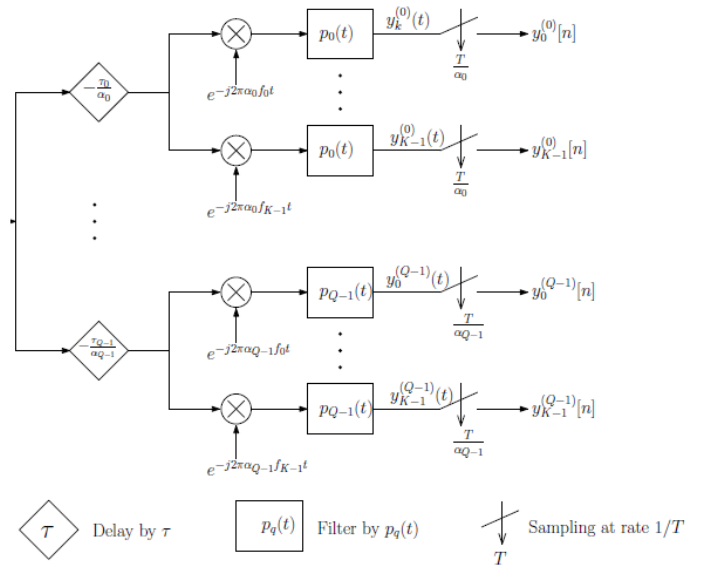 p₀(t) y_k^{(0)}(t) y_0^{(0)}[n]
T/α₀
-τ₀/α₀
e^{-j2πα₀f₀t}
p₀(t) y_{K-1}^{(0)}(t) y_{K-1}^{(0)}[n]
T/α₀
e^{-j2πα₀f_{K-1}t}
p_{Q-1}(t) y_0^{(Q-1)}(t) y_0^{(Q-1)}[n]
T/α_{Q-1}
-τ_{Q-1}/α_{Q-1}
e^{-j2πα_{Q-1}f₀t}
p_{Q-1}(t) y_{K-1}^{(Q-1)}(t) y_{K-1}^{(Q-1)}[n]
T/α_{Q-1}
e^{-j2πα_{Q-1}f_{K-1}t}
τ Delay by τ
p_q(t) Filter by p_q(t)
Sampling at rate 1/T
T